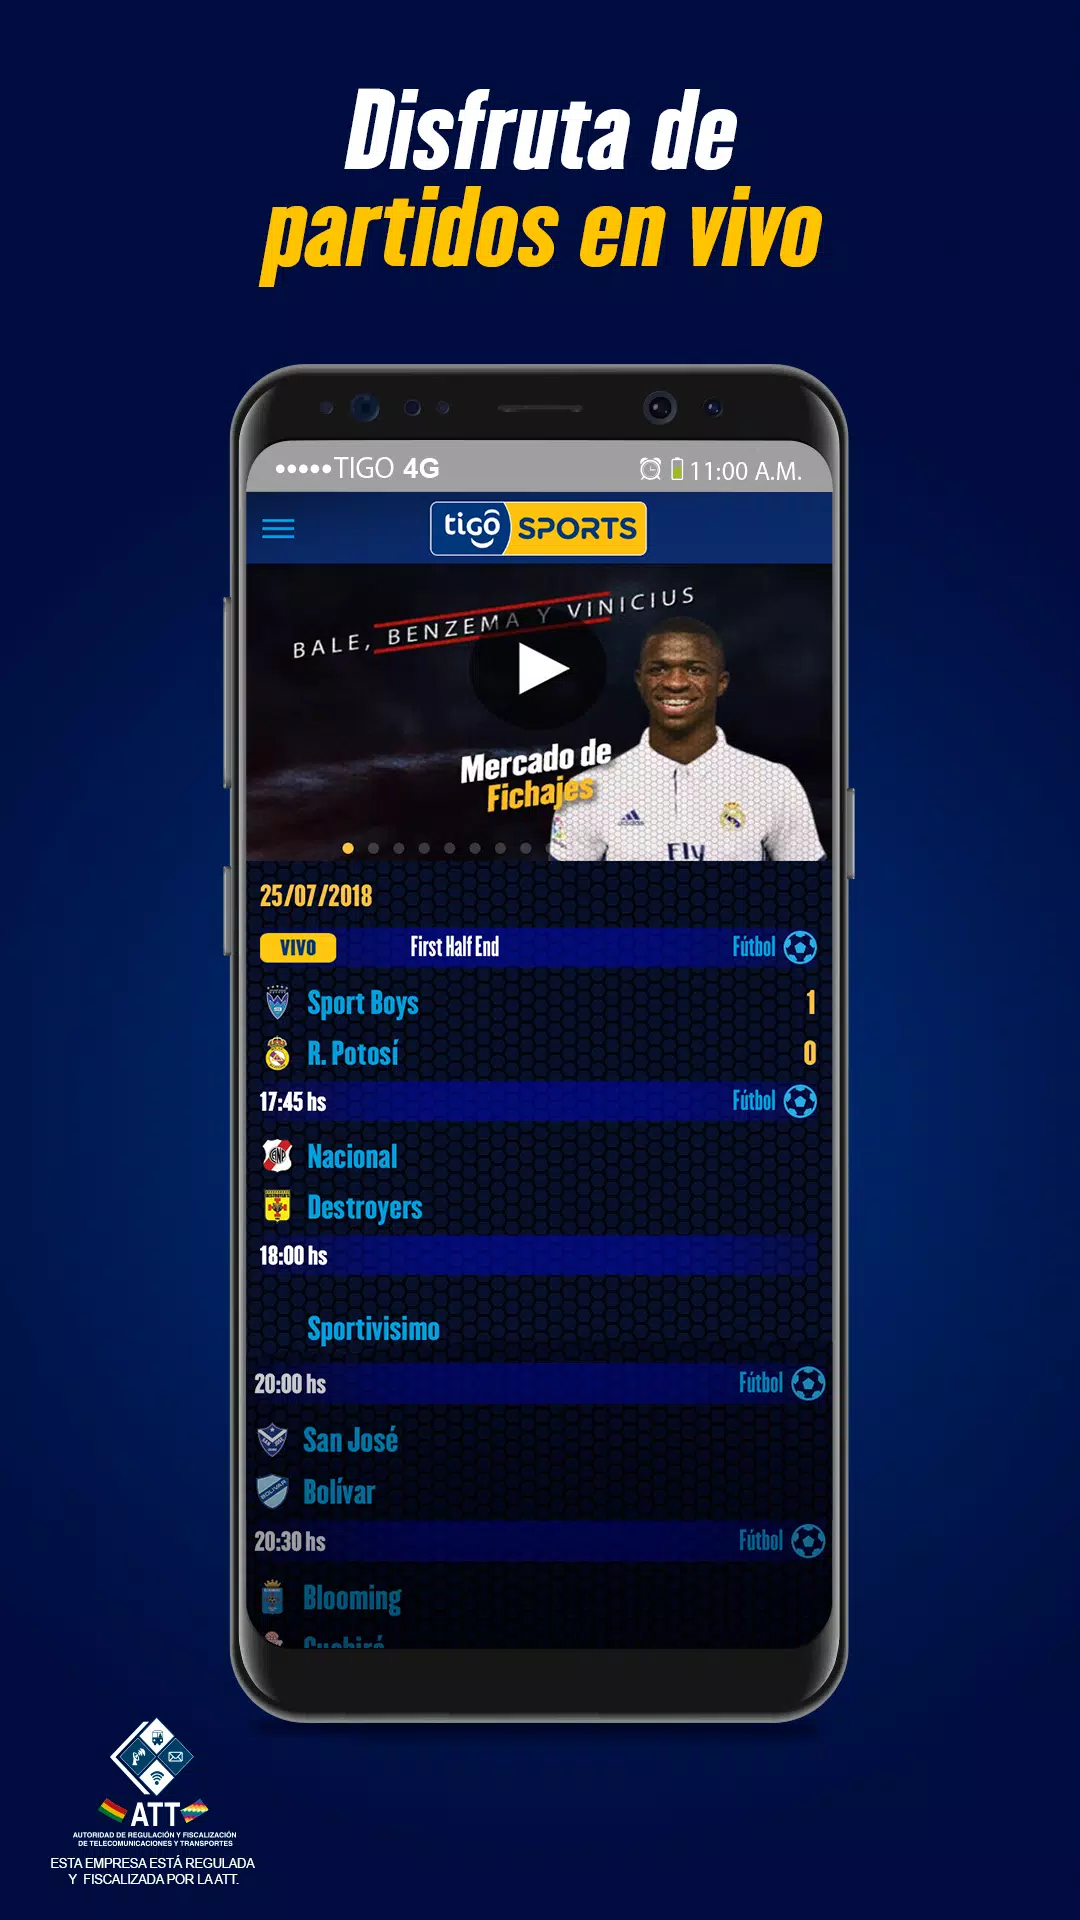 Disfruta de
partidos en vivo
TIGO 4G
11:00 A.M.
tigo SPORTS
BALE, BENZEMA Y VINICIUS
Mercado de
Fichajes
adidas
Fly
25/07/2018
VIVO First Half End Fútbol
Sport Boys 1
R. Potosí 0
17:45 hs Fútbol
Nacional
Destroyers
18:00 hs
Sportivisimo
20:00 hs Fútbol
San José
Bolívar
20:30 hs Fútbol
Blooming
ATT
AUTORIDAD DE REGULACIÓN Y FISCALIZACIÓN
DE TELECOMUNICACIONES Y TRANSPORTES
ESTA EMPRESA ESTÁ REGULADA
Y FISCALIZADA POR LA ATT.